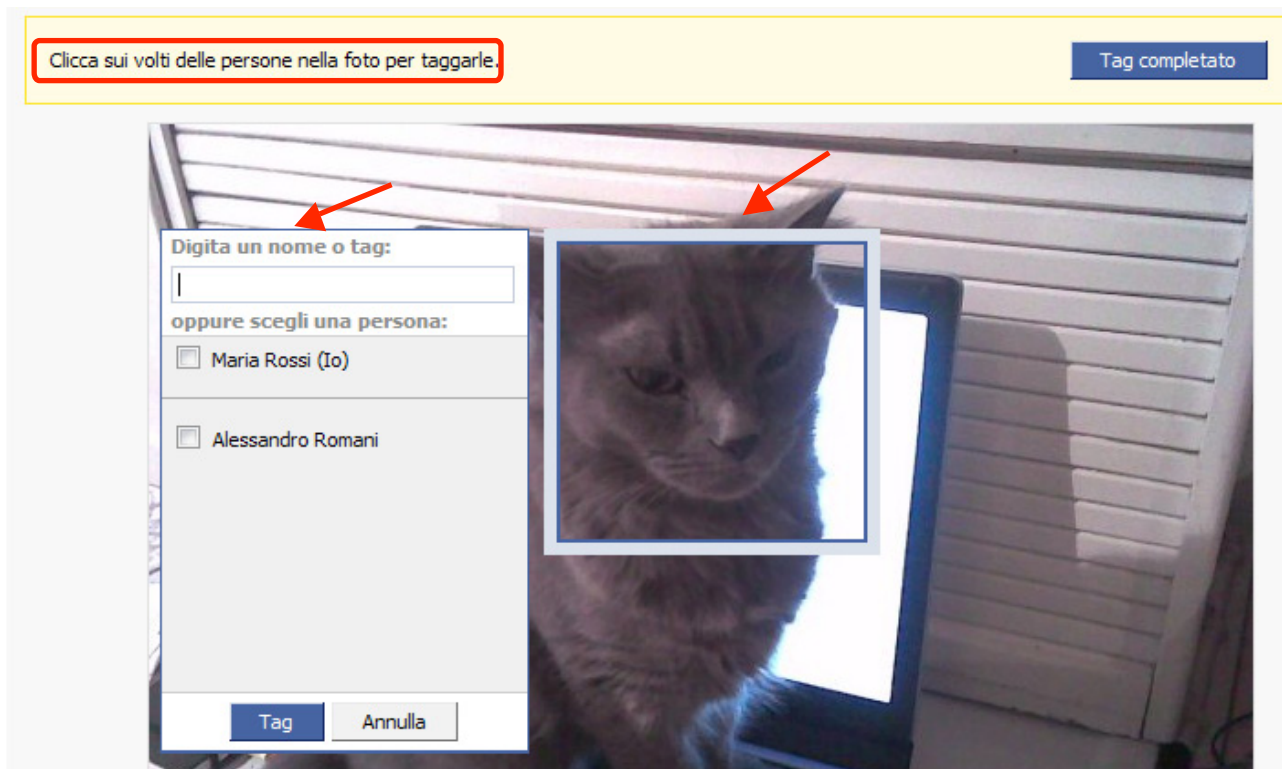 Clicca sui volti delle persone nella foto per taggarle.
Tag completato
Digita un nome o tag:
oppure scegli una persona:
Maria Rossi (Io)
Alessandro Romani
Tag
Annulla